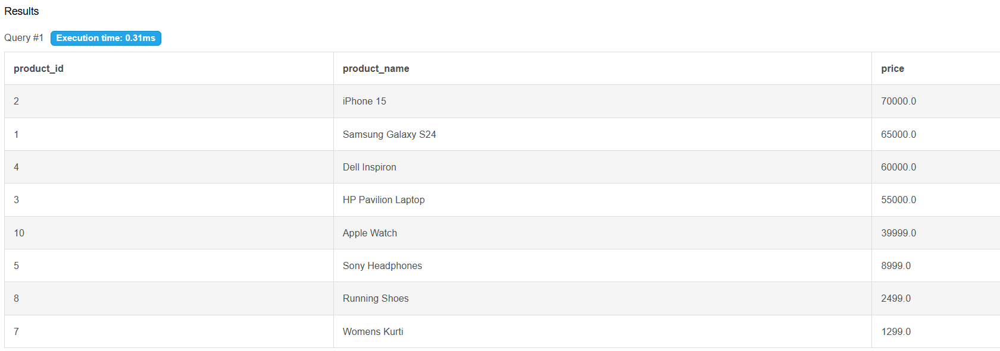 Results
Query #1 Execution time: 0.31ms
product_id product_name price
2 iPhone 15 70000.0
1 Samsung Galaxy S24 65000.0
4 Dell Inspiron 60000.0
3 HP Pavilion Laptop 55000.0
10 Apple Watch 39999.0
5 Sony Headphones 8999.0
8 Running Shoes 2499.0
7 Womens Kurti 1299.0